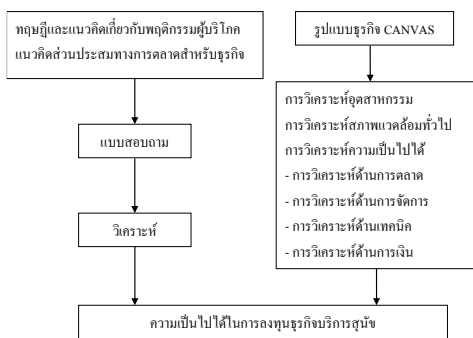 ทฤษฎีและแนวคิดเกี่ยวกับพฤติกรรมผู้บริโภค
แนวคิดส่วนประสมทางการตลาดสำหรับธุรกิจ
แบบสอบถาม
วิเคราะห์
รูปแบบธุรกิจ CANVAS
การวิเคราะห์อุตสาหกรรม
การวิเคราะห์สภาพแวดล้อมทั่วไป
การวิเคราะห์ความเป็นไปได้
- การวิเคราะห์ด้านการตลาด
- การวิเคราะห์ด้านการจัดการ
- การวิเคราะห์ด้านเทคนิค
- การวิเคราะห์ด้านการเงิน
ความเป็นไปได้ในการลงทุนธุรกิจบริการสุนัข